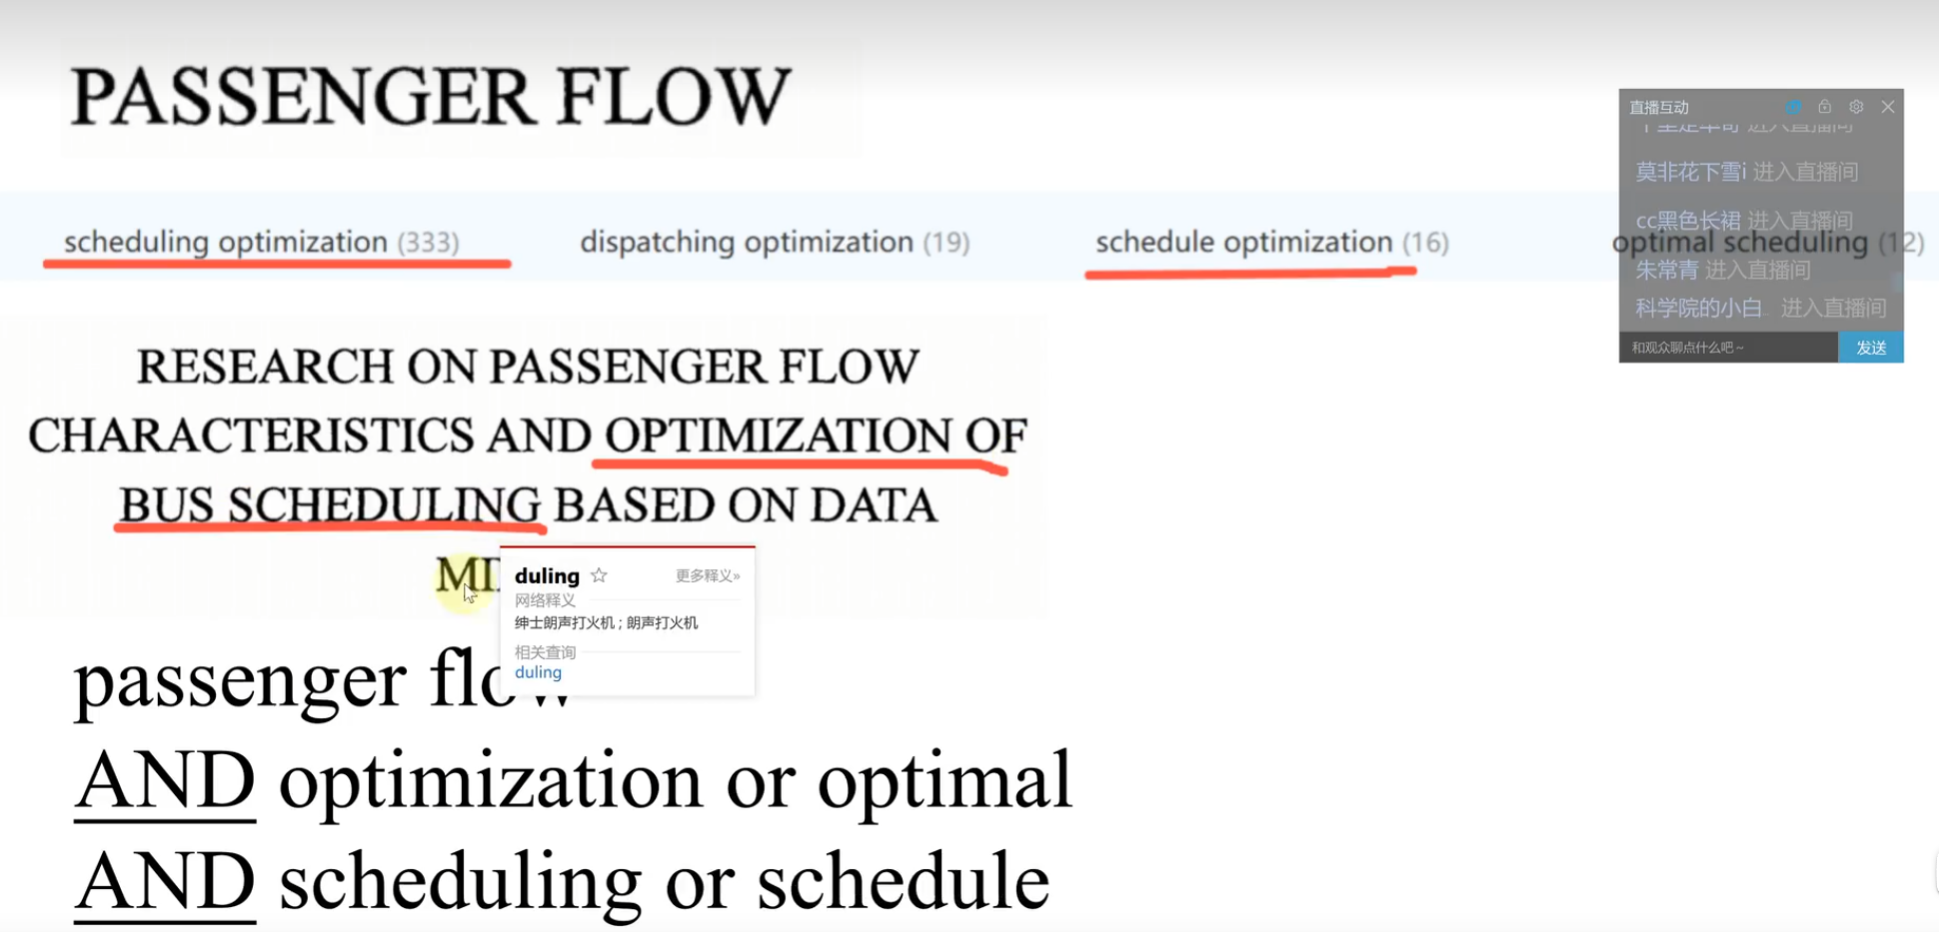 PASSENGER FLOW
直播互动
进入直播间
莫非花下雪i 进入直播间
cc黑色长裙 进入直播间
scheduling optimization (333) dispatching optimization (19) schedule optimization (16) optimal scheduling (12)
朱常青 进入直播间
科学院的小白 进入直播间
和观众聊点什么吧~ 发送
RESEARCH ON PASSENGER FLOW
CHARACTERISTICS AND OPTIMIZATION OF
BUS SCHEDULING BASED ON DATA
duling 更多释义»
网络释义
绅士朗声打火机 ; 朗声打火机
相关查询
duling
passenger flow
AND optimization or optimal
AND scheduling or schedule